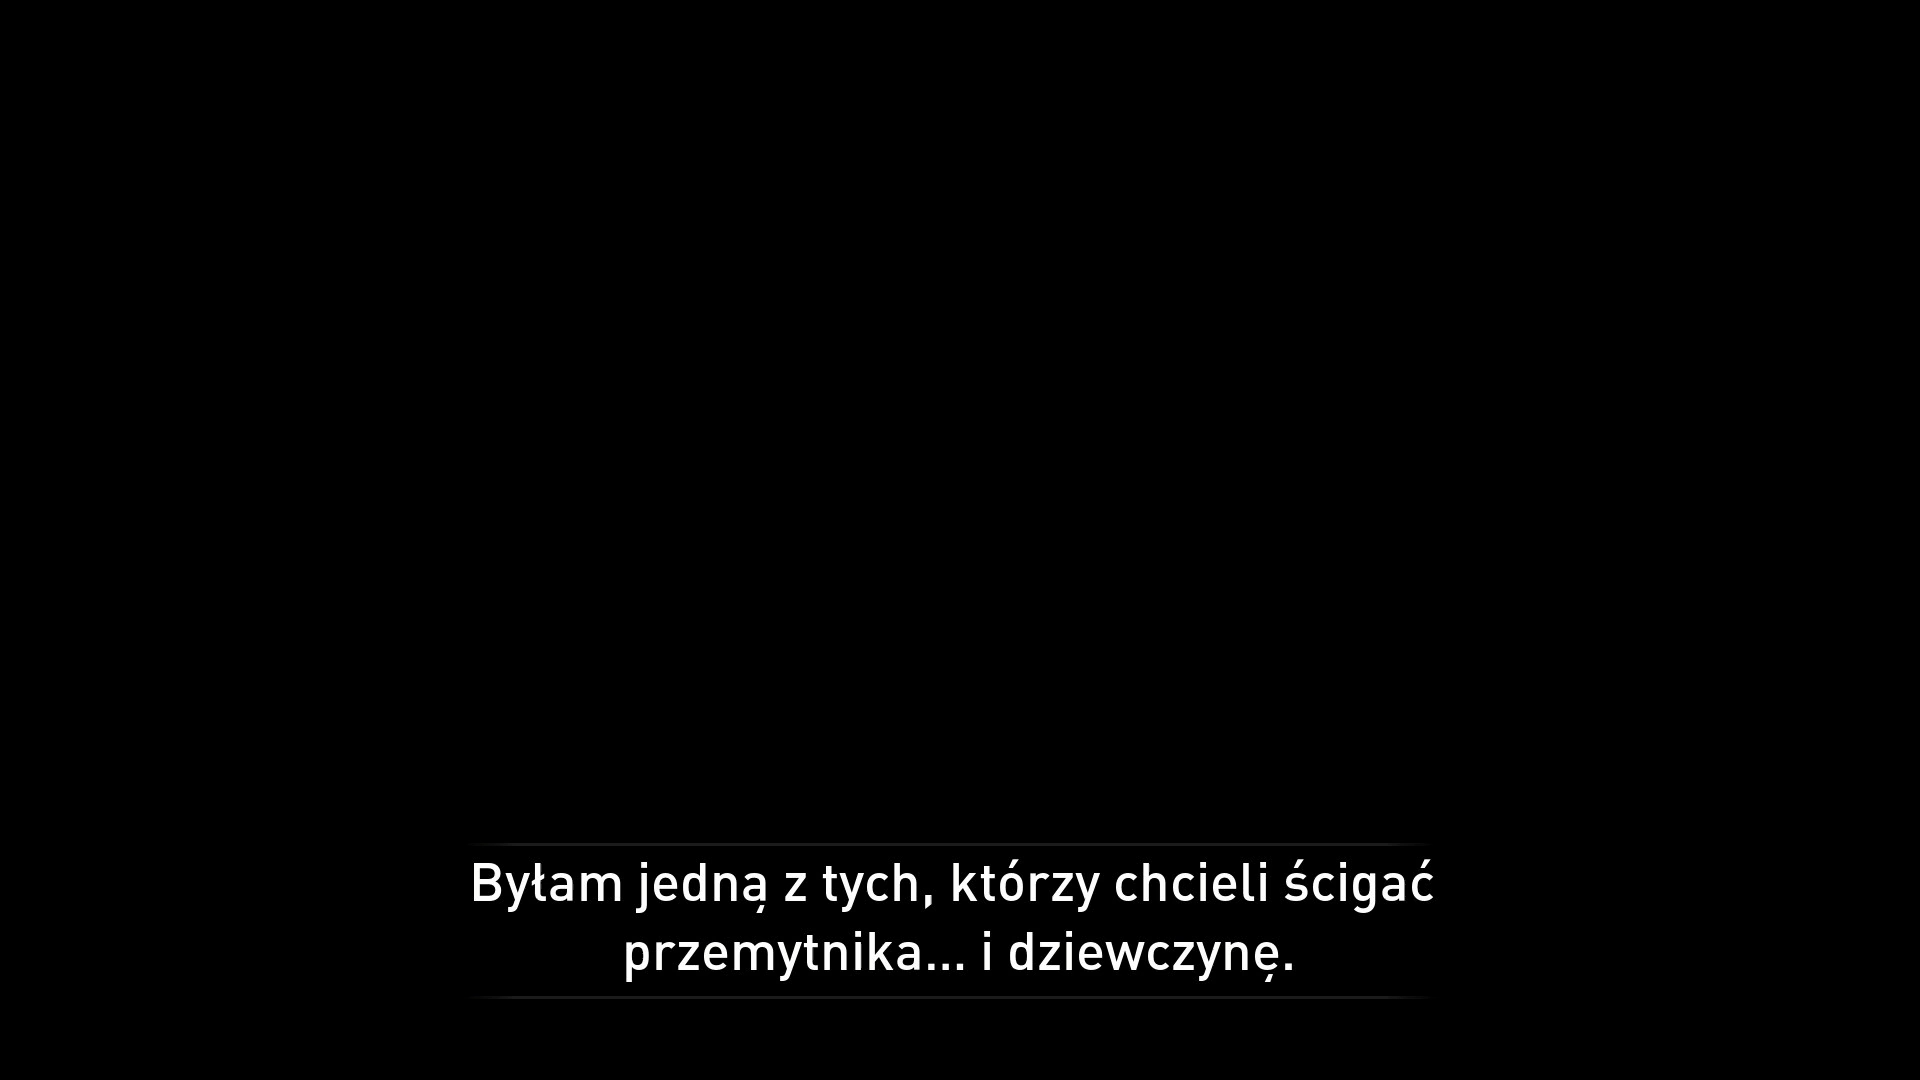 Byłam jedną z tych, którzy chcieli ścigać
przemytnika... i dziewczynę.